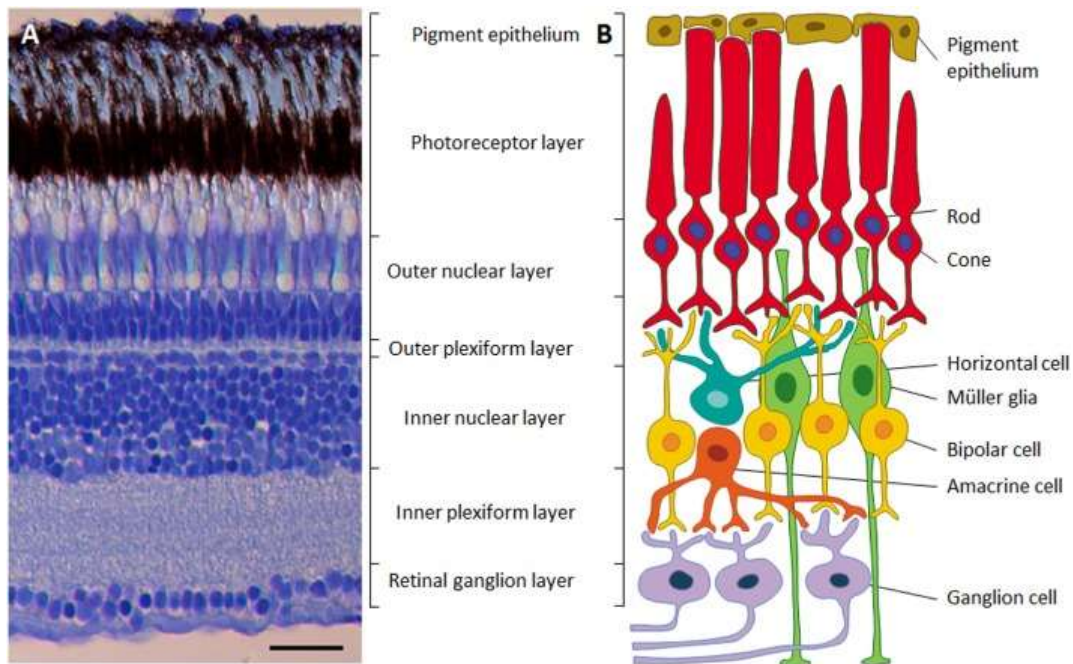 A
Pigment epithelium
Photoreceptor layer
Outer nuclear layer
Outer plexiform layer
Inner nuclear layer
Inner plexiform layer
Retinal ganglion layer
B
Pigment
epithelium
Rod
Cone
Horizontal cell
Müller glia
Bipolar cell
Amacrine cell
Ganglion cell